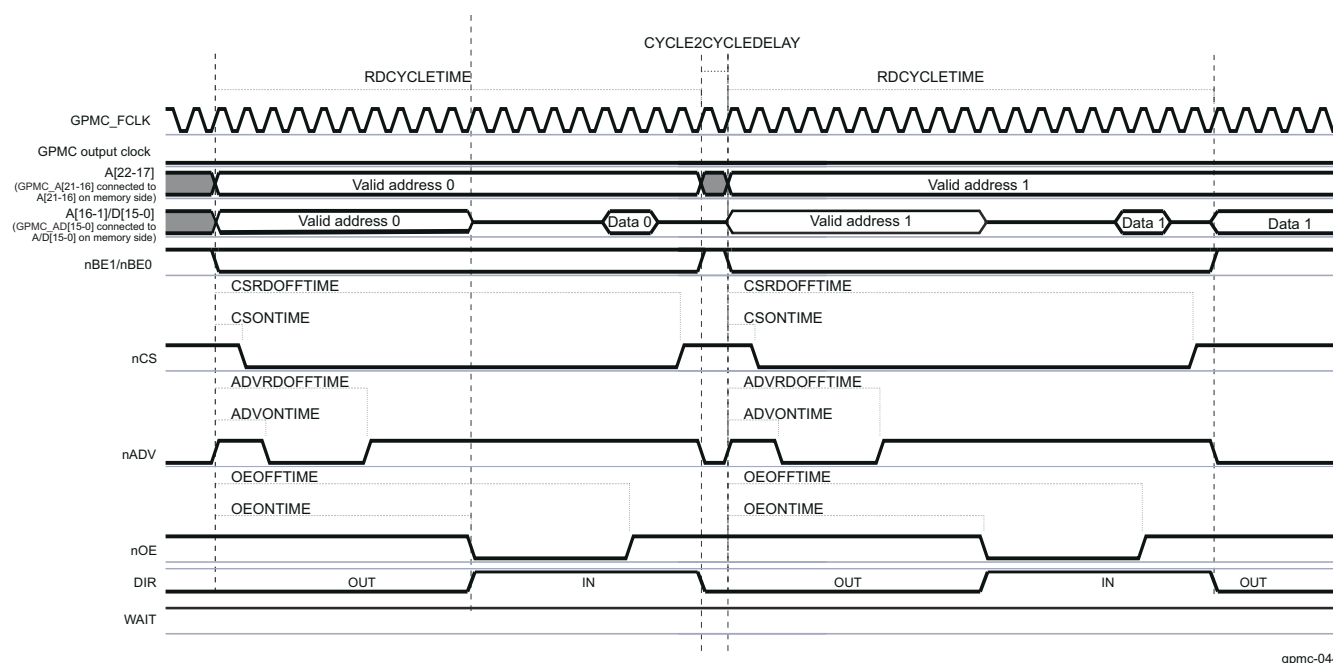 CYCLE2CYCLEDELAY
RDCYCLETIME RDCYCLETIME
GPMC_FCLK
GPMC output clock
A[22-17]
(GPMC_A[21-16] connected to
A[21-16] on memory side)
Valid address 0 Valid address 1
A[16-1]/D[15-0]
(GPMC_AD[15-0] connected to
A/D[15-0] on memory side)
Valid address 0 Data 0 Valid address 1 Data 1 Data 1
nBE1/nBE0
CSRDOFFTIME CSRDOFFTIME
CSONTIME CSONTIME
nCS
ADVRDOFFTIME ADVRDOFFTIME
ADVONTIME ADVONTIME
nADV
OEOFFTIME OEOFFTIME
OEONTIME OEONTIME
nOE
DIR OUT IN OUT IN OUT
WAIT